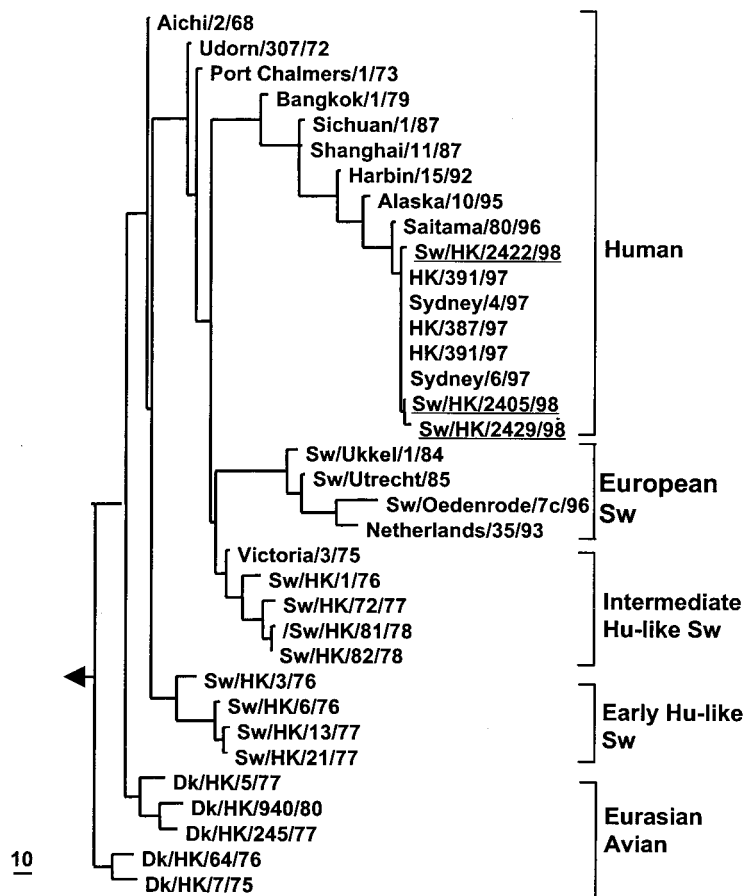 Aichi/2/68
Udorn/307/72
Port Chalmers/1/73
Bangkok/1/79
Sichuan/1/87
Shanghai/11/87
Harbin/15/92
Alaska/10/95
Saitama/80/96
Sw/HK/2422/98
Human
HK/391/97
Sydney/4/97
HK/387/97
HK/391/97
Sydney/6/97
Sw/HK/2405/98
Sw/HK/2429/98
Sw/Ukkel/1/84
Sw/Utrecht/85
European
Sw/Oedenrode/7c/96
Sw
Netherlands/35/93
Victoria/3/75
Sw/HK/1/76
Sw/HK/72/77
Intermediate
/Sw/HK/81/78
Hu-like Sw
Sw/HK/82/78
Sw/HK/3/76
Sw/HK/6/76
Early Hu-like
Sw/HK/13/77
Sw
Sw/HK/21/77
Dk/HK/5/77
Dk/HK/940/80
Eurasian
Dk/HK/245/77
Avian
10
Dk/HK/64/76
Dk/HK/7/75